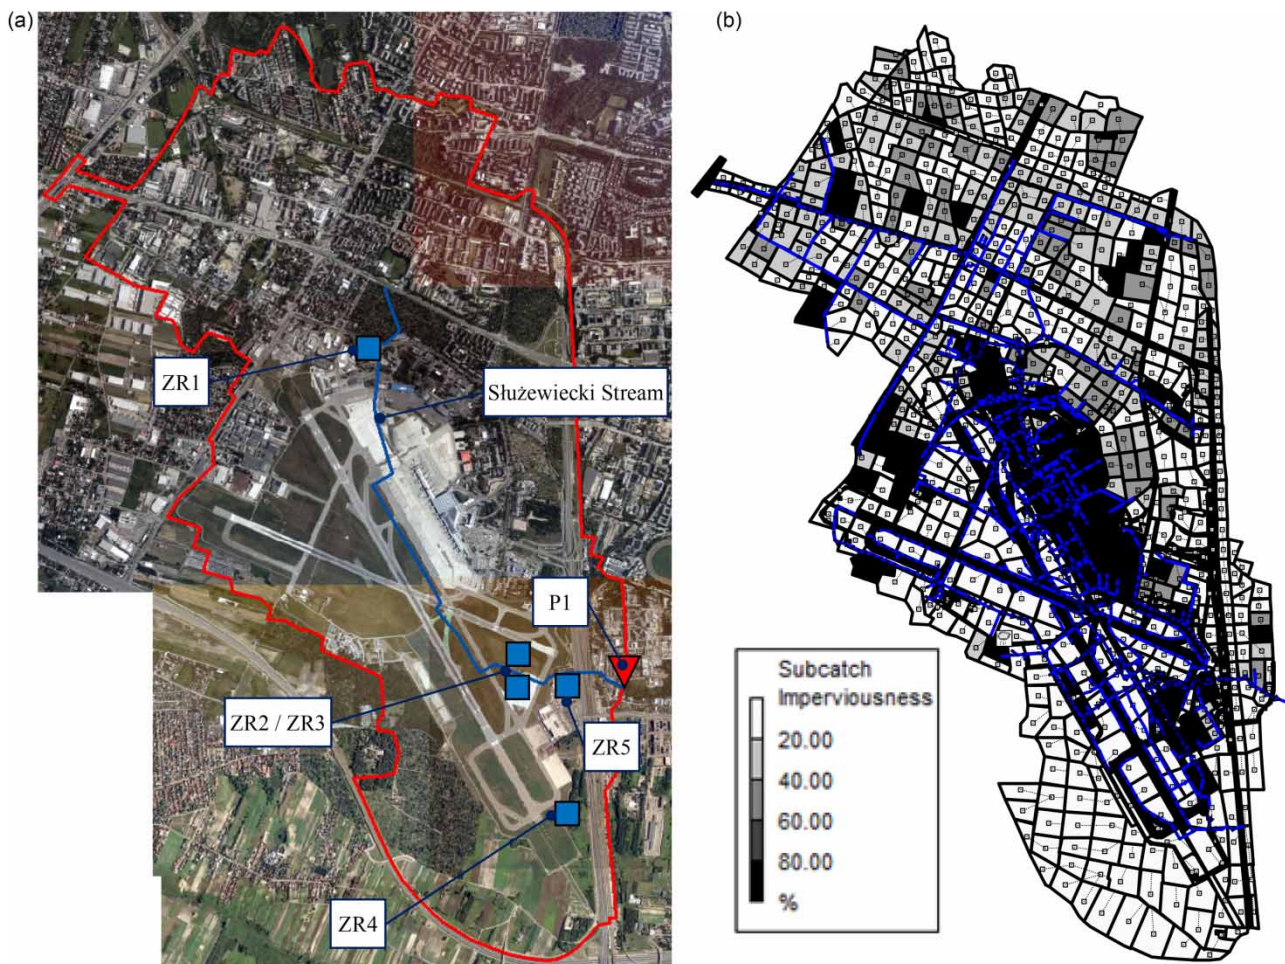 (a)
(b)
ZR1
Służewiecki Stream
P1
ZR2 / ZR3
ZR5
ZR4
Subcatch
Imperviousness
20.00
40.00
60.00
80.00
%